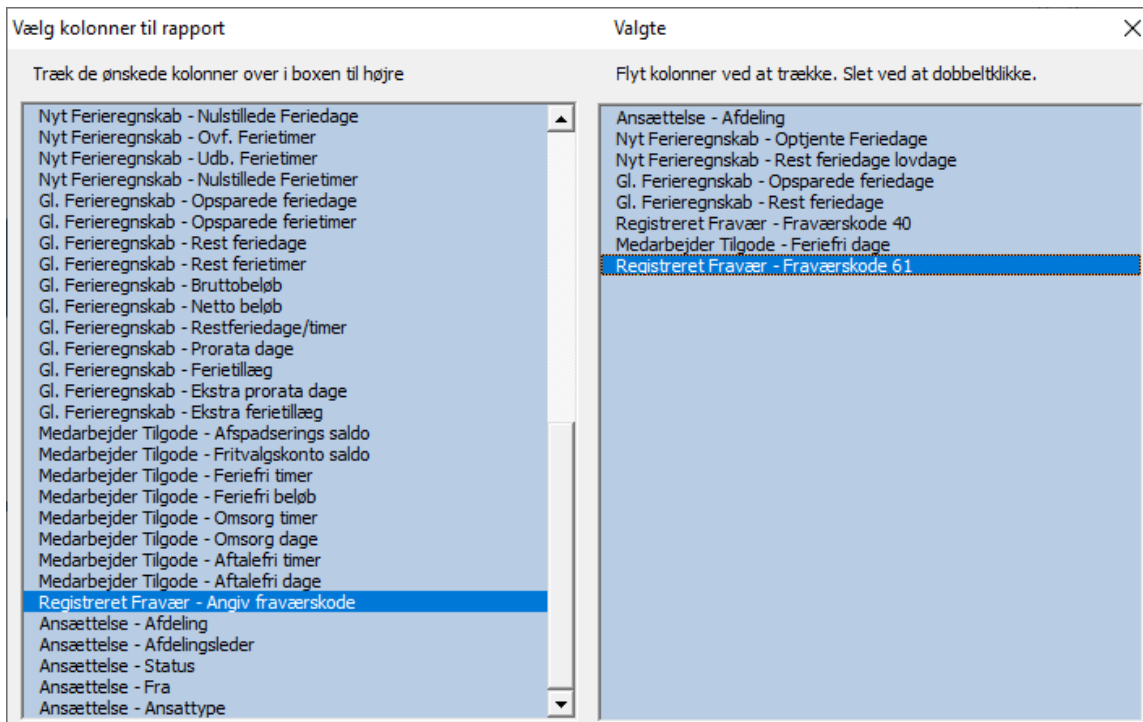 Vælg kolonner til rapport
Træk de ønskede kolonner over i boxen til højre
Nyt Ferieregnskab - Nulstillede Feriedage
Nyt Ferieregnskab - Ovf. Ferietimer
Nyt Ferieregnskab - Udb. Ferietimer
Nyt Ferieregnskab - Nulstillede Ferietimer
Gl. Ferieregnskab - Opsparede feriedage
Gl. Ferieregnskab - Opsparede ferietimer
Gl. Ferieregnskab - Rest feriedage
Gl. Ferieregnskab - Rest ferietimer
Gl. Ferieregnskab - Bruttobeløb
Gl. Ferieregnskab - Netto beløb
Gl. Ferieregnskab - Restferiedage/timer
Gl. Ferieregnskab - Prorata dage
Gl. Ferieregnskab - Ferietillæg
Gl. Ferieregnskab - Ekstra prorata dage
Gl. Ferieregnskab - Ekstra ferietillæg
Medarbejder Tilgode - Afspadserings saldo
Medarbejder Tilgode - Fritvalgskonto saldo
Medarbejder Tilgode - Feriefri timer
Medarbejder Tilgode - Feriefri beløb
Medarbejder Tilgode - Omsorg timer
Medarbejder Tilgode - Omsorg dage
Medarbejder Tilgode - Aftalefri timer
Medarbejder Tilgode - Aftalefri dage
Registreret Fravær - Angiv fraværskode
Ansættelse - Afdeling
Ansættelse - Afdelingsleder
Ansættelse - Status
Ansættelse - Fra
Ansættelse - Ansattype
Valgte
Flyt kolonner ved at trække. Slet ved at dobbeltklikke.
Ansættelse - Afdeling
Nyt Ferieregnskab - Optjente Feriedage
Nyt Ferieregnskab - Rest feriedage lovdage
Gl. Ferieregnskab - Opsparede feriedage
Gl. Ferieregnskab - Rest feriedage
Registreret Fravær - Fraværskode 40
Medarbejder Tilgode - Feriefri dage
Registreret Fravær - Fraværskode 61